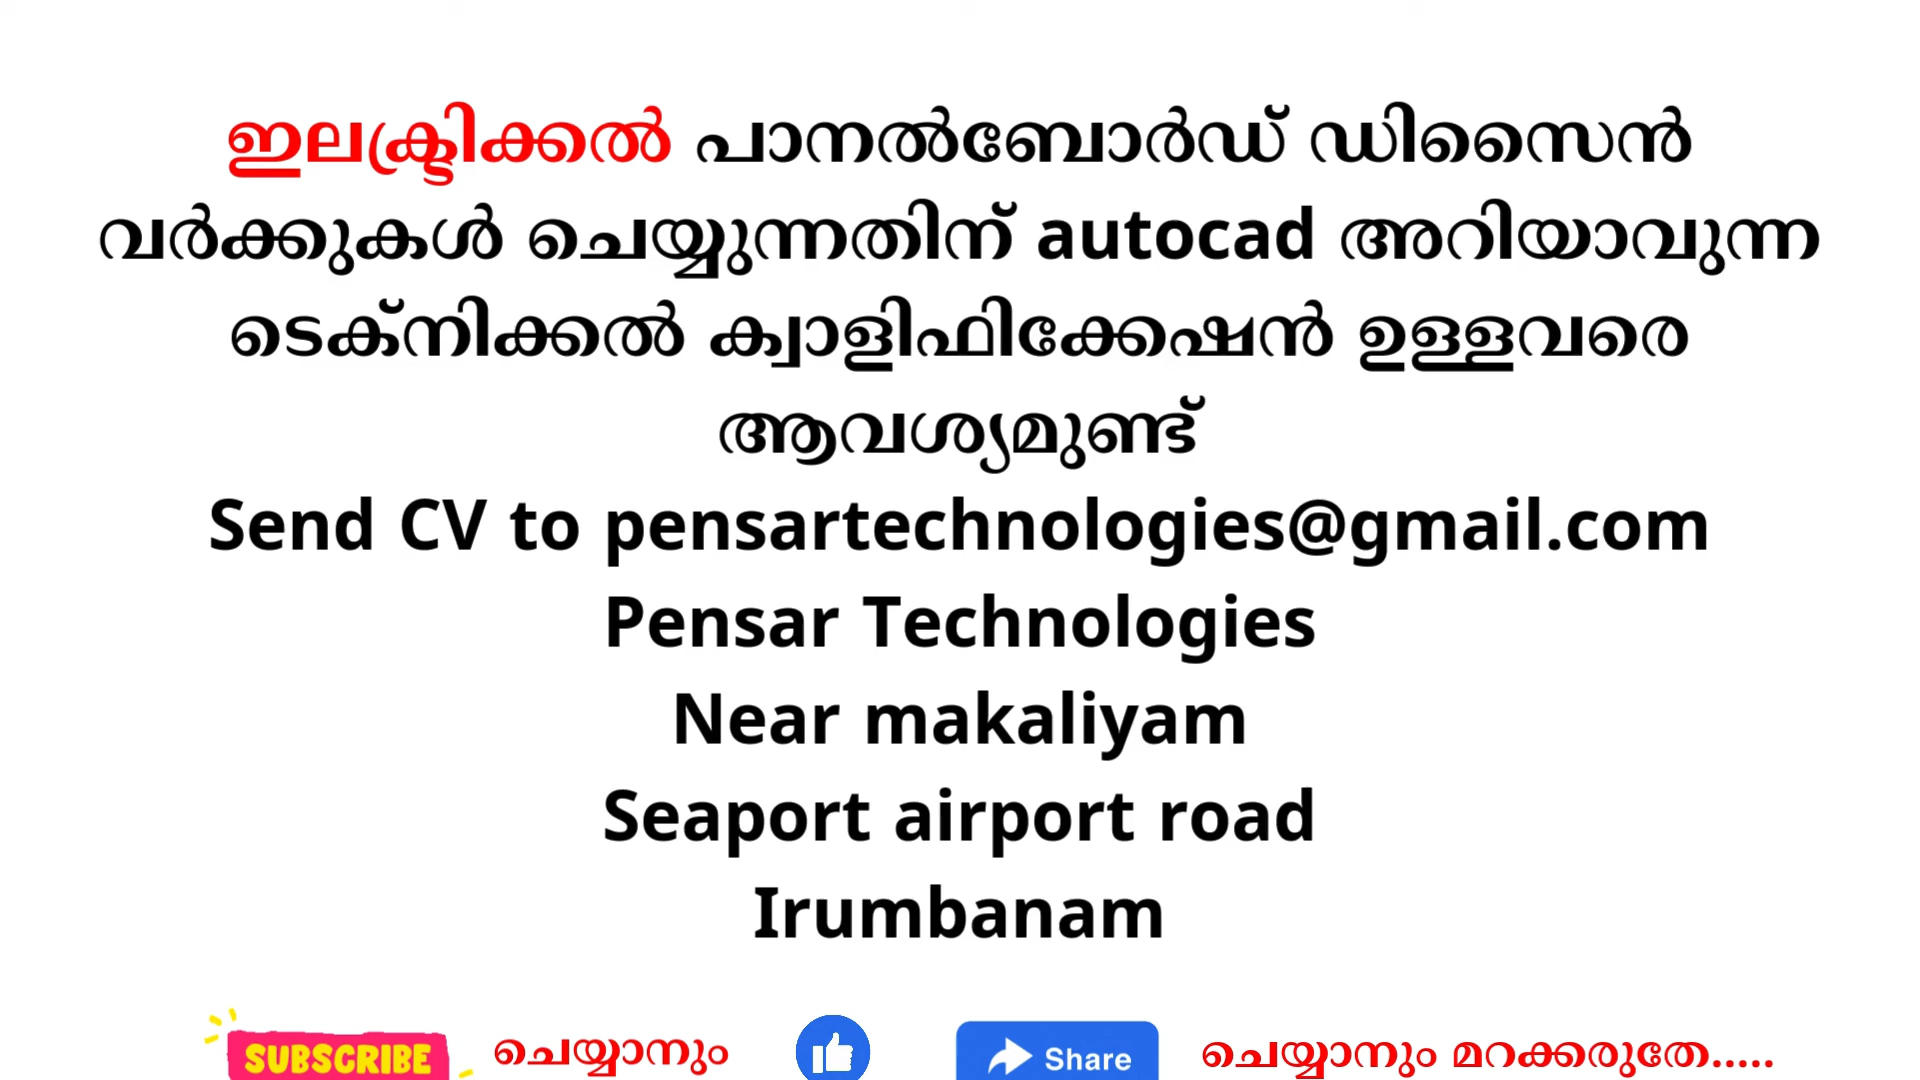 ഇലക്ട്രിക്കൽ പാനൽബോർഡ് ഡിസൈൻ
വർക്കുകൾ ചെയ്യുന്നതിന് autocad അറിയാവുന്ന
ടെക്നിക്കൽ ക്വാളിഫിക്കേഷൻ ഉള്ളവരെ
ആവശ്യമുണ്ട്
Send CV to pensartechnologies@gmail.com
Pensar Technologies
Near makaliyam
Seaport airport road
Irumbanam
SUBSCRIBE ചെയ്യാനും Share ചെയ്യാനും മറക്കരുതേ.....